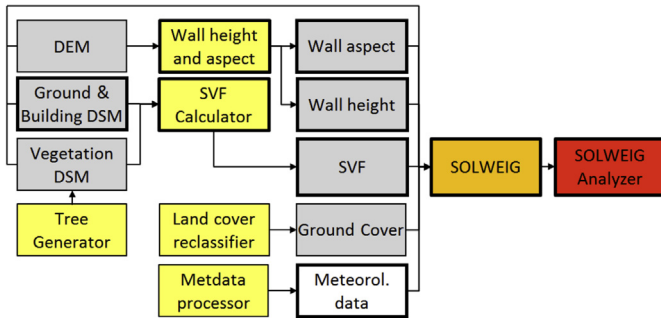 DEM
Wall height
and aspect
Wall aspect
Ground &
Building DSM
SVF
Calculator
Wall height
Vegetation
DSM
SVF
SOLWEIG
SOLWEIG
Analyzer
Tree
Generator
Land cover
reclassifier
Ground Cover
Metdata
processor
Meteorol.
data